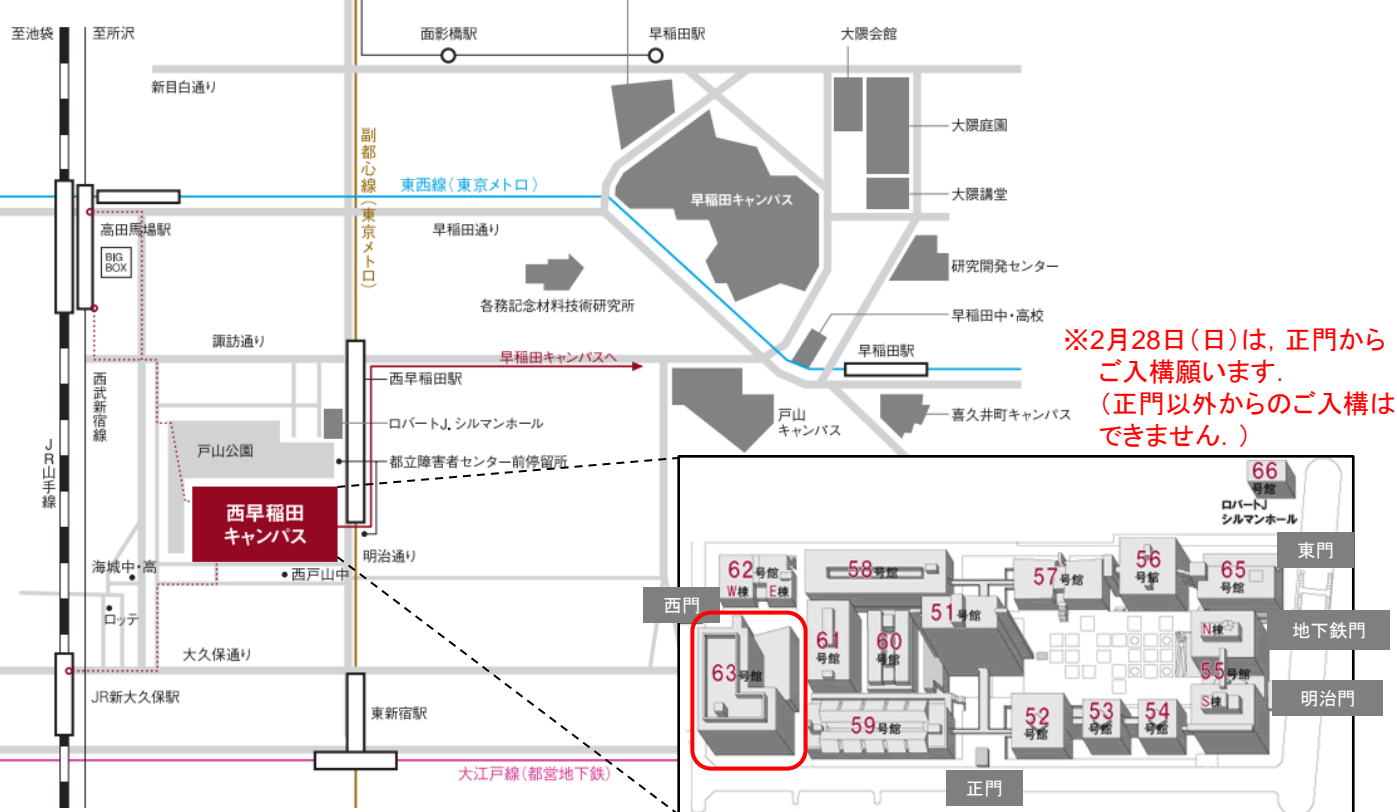 至池袋
至所沢
面影橋駅
早稲田駅
大隈会館
新目白通り
大隈庭園
副都心線(東京メトロ)
東西線(東京メトロ)
早稲田キャンパス
大隈講堂
高田馬場駅
早稲田通り
BIG
BOX
研究開発センター
各務記念材料技術研究所
早稲田中・高校
諏訪通り
早稲田キャンパスへ
早稲田駅
※2月28日(日)は, 正門から
ご入構願います.
(正門以外からのご入構は
できません. )
西武新宿線
西早稲田駅
ロバートJ. シルマンホール
戸山
キャンパス
喜久井町キャンパス
JR山手線
戸山公園
都立障害者センター前停留所
西早稲田
キャンパス
明治通り
海城中・高
西戸山中
ロッテ
大久保通り
JR新大久保駅
東新宿駅
大江戸線(都営地下鉄)
66
号館
ロバートJ
シルマンホール
東門
62号館
W棟
E棟
58号館
57号館
56
号館
65
号館
西門
51号館
61
号館
60
号館
N棟
地下鉄門
63号館
55号館
S棟
明治門
59号館
52
号館
53
号館
54
号館
正門